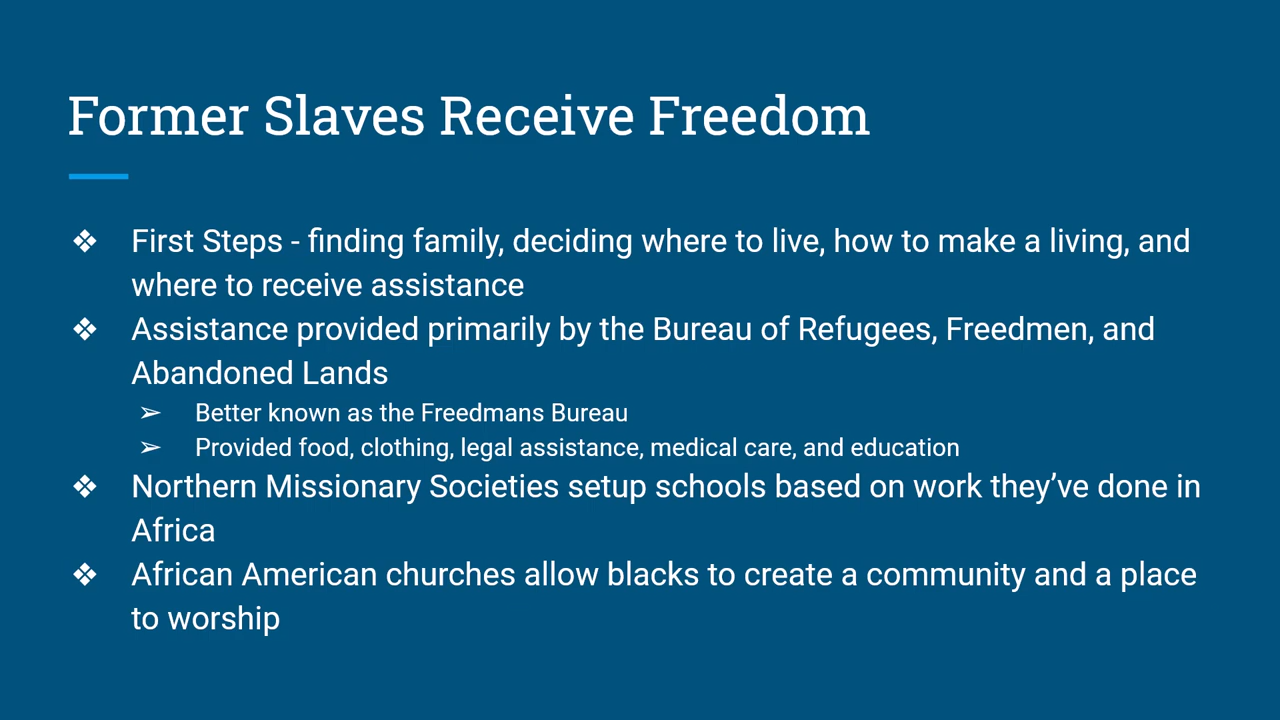 Former Slaves Receive Freedom
❖ First Steps - finding family, deciding where to live, how to make a living, and
where to receive assistance
❖ Assistance provided primarily by the Bureau of Refugees, Freedmen, and
Abandoned Lands
➢ Better known as the Freedmans Bureau
➢ Provided food, clothing, legal assistance, medical care, and education
❖ Northern Missionary Societies setup schools based on work they’ve done in
Africa
❖ African American churches allow blacks to create a community and a place
to worship